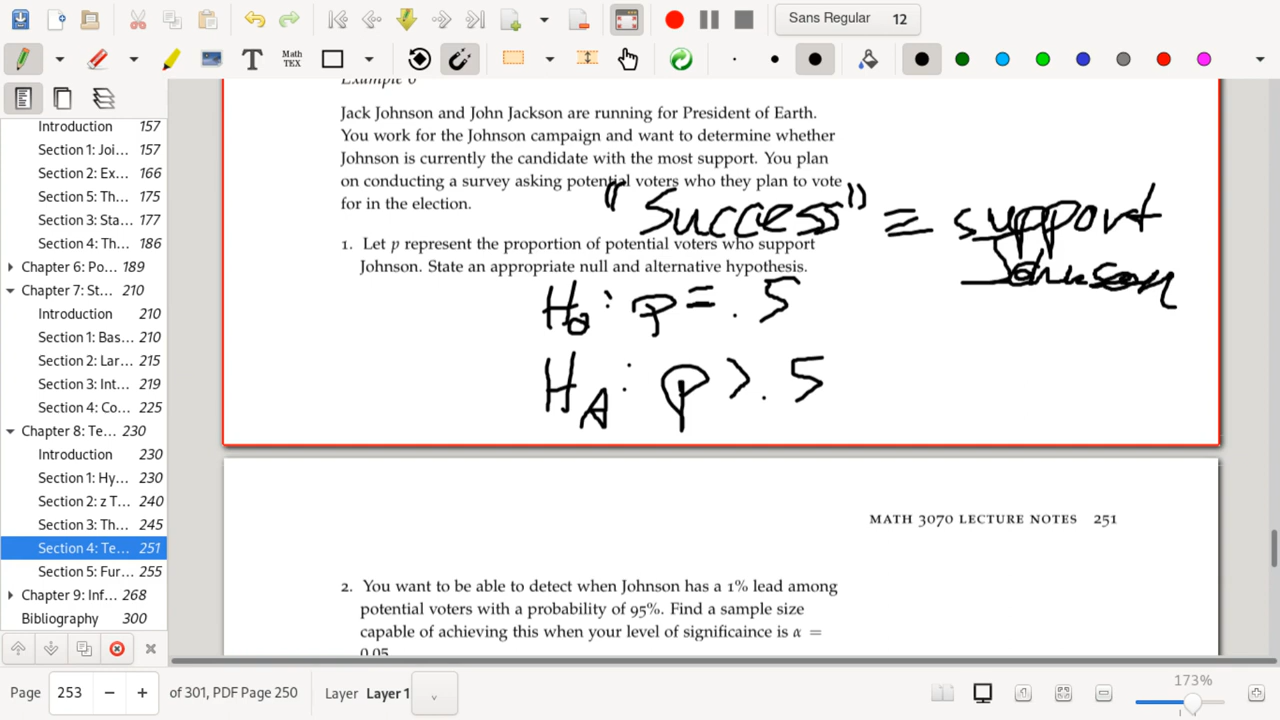 Sans Regular 12
Math
TEX
T
Introduction 157
Section 1: Joi... 157
Section 2: Ex... 166
Section 5: Th... 175
Section 3: Sta... 177
Section 4: Th... 186
Chapter 6: Po... 189
Chapter 7: St... 210
Introduction 210
Section 1: Bas... 210
Section 2: Lar... 215
Section 3: Int... 219
Section 4: Co... 225
Chapter 8: Te... 230
Introduction 230
Section 1: Hy... 230
Section 2: z T... 240
Section 3: Th... 245
Section 4: Te... 251
Section 5: Fur... 255
Chapter 9: Inf... 268
Bibliography 300
Example 6
Jack Johnson and John Jackson are running for President of Earth.
You work for the Johnson campaign and want to determine whether
Johnson is currently the candidate with the most support. You plan
on conducting a survey asking potential voters who they plan to vote
for in the election.
"Success" = support
Johnson
1. Let p represent the proportion of potential voters who support
Johnson. State an appropriate null and alternative hypothesis.
H0: p = .5
HA: p > .5
MATH 3070 LECTURE NOTES 251
2. You want to be able to detect when Johnson has a 1% lead among
potential voters with a probability of 95%. Find a sample size
capable of achieving this when your level of significaince is α =
0.05
Page 253 of 301, PDF Page 250
Layer Layer 1
173%